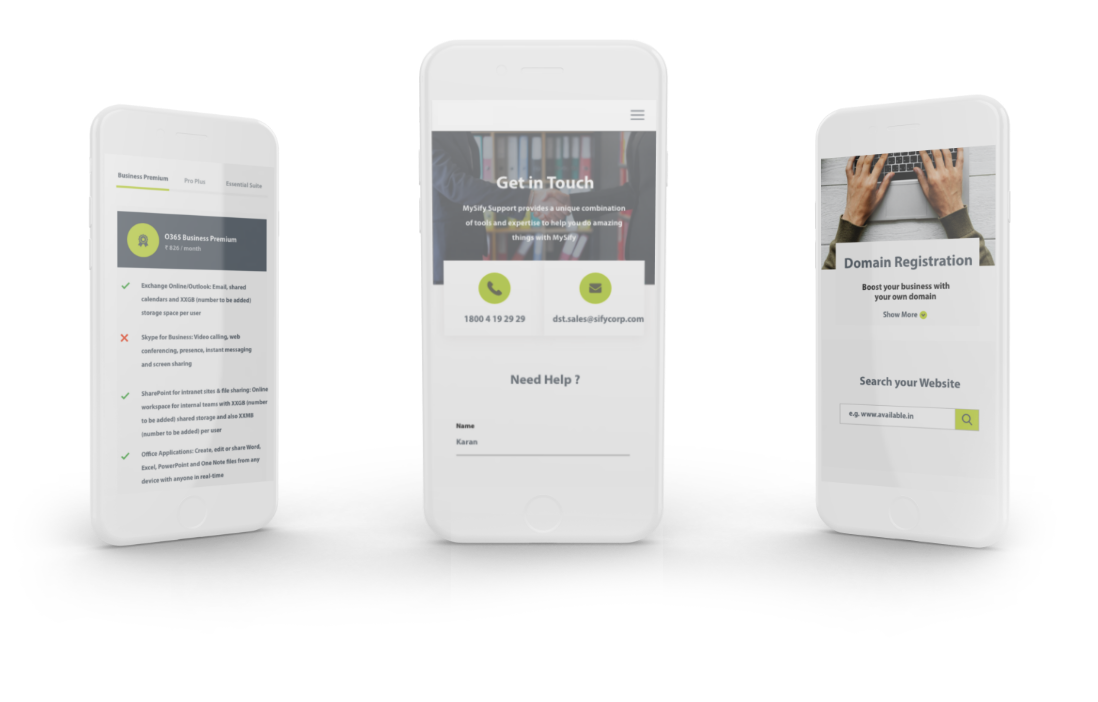 Business Premium
Pro Plus
Essential Suite
O365 Business Premium
₹ 826 / month
Exchange Online/Outlook: Email, shared
calendars and XXGB (number to be added)
storage space per user
Skype for Business: Video calling, web
conferencing, presence, instant messaging
and screen sharing
SharePoint for intranet sites & file sharing: Online
workspace for internal teams with XXGB (number
to be added) shared storage and also XXMB
(number to be added) per user
Office Applications: Create, edit or share Word,
Excel, PowerPoint and One Note files from any
device with anyone in real-time
Get in Touch
MySify Support provides a unique combination
of tools and expertise to help you do amazing
things with MySify
1800 4 19 29 29
dst.sales@sifycorp.com
Need Help ?
Name
Karan
Domain Registration
Boost your business with
your own domain
Show More
Search your Website
e.g. www.available.in